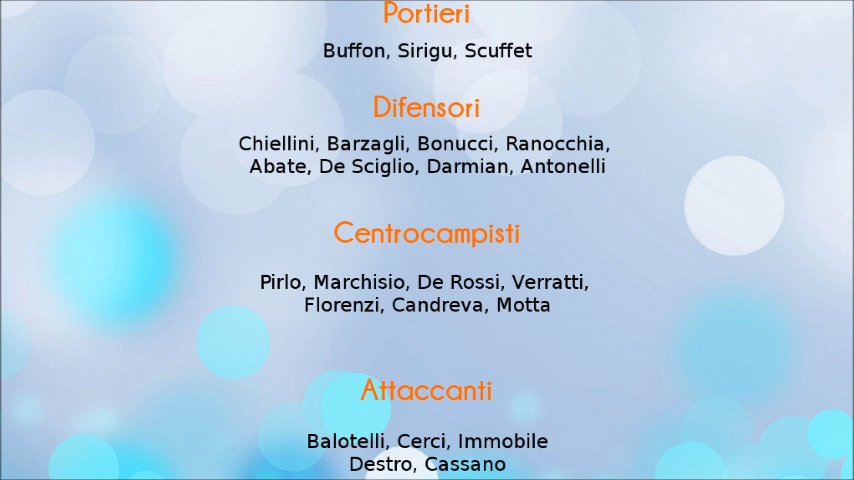 Portieri
Buffon, Sirigu, Scuffet
Difensori
Chiellini, Barzagli, Bonucci, Ranocchia,
Abate, De Sciglio, Darmian, Antonelli
Centrocampisti
Pirlo, Marchisio, De Rossi, Verratti,
Florenzi, Candreva, Motta
Attaccanti
Balotelli, Cerci, Immobile
Destro, Cassano